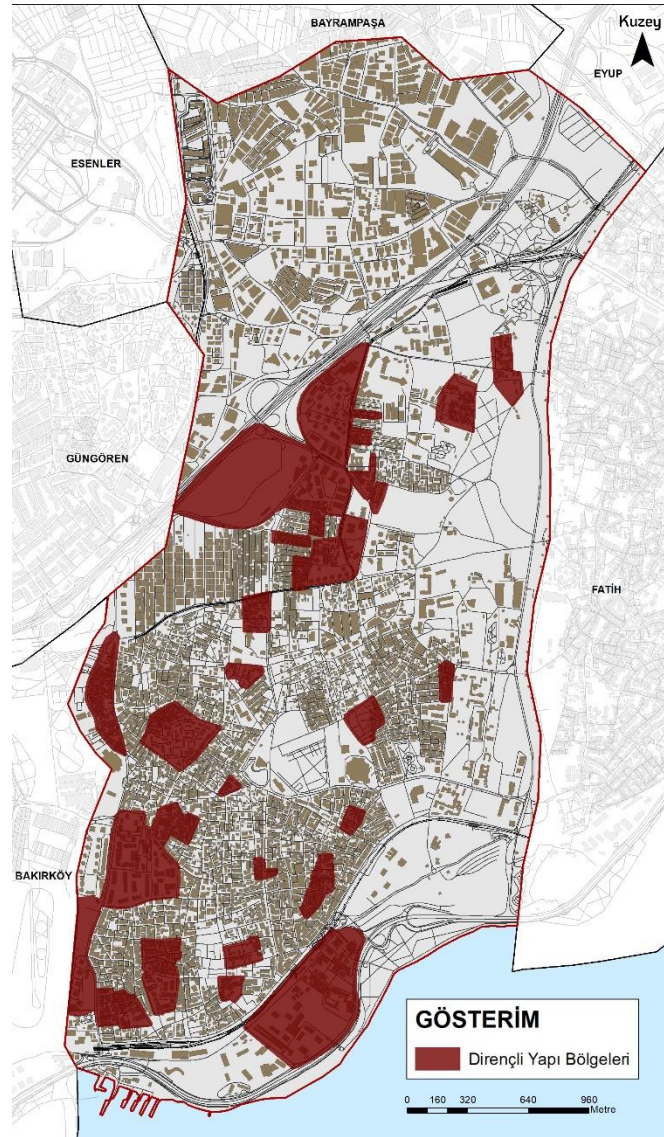 BAYRAMPAŞA
Kuzey
EYUP
ESENLER
GÜNGÖREN
FATİH
BAKIRKÖY
GÖSTERİM
Dirençli Yapı Bölgeleri
0 160 320 640 960
Metre